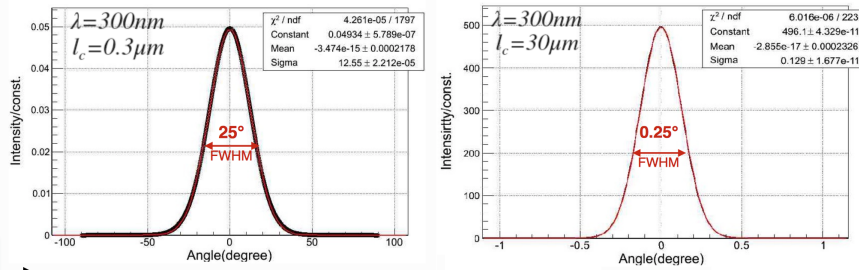 λ=300nm
l_c=0.3μm
χ² / ndf 4.261e-05 / 1797
Constant 0.04934 ± 5.789e-07
Mean -3.474e-15 ± 0.0002178
Sigma 12.55 ± 2.212e-05
Intensity/const.
0.05
0.04
0.03
0.02
0.01
0
25°
FWHM
-100 -50 0 50 100
Angle(degree)
λ=300nm
l_c=30μm
χ² / ndf 6.016e-06 / 223
Constant 496.1 ± 4.329e-11
Mean -2.855e-17 ± 0.0002326
Sigma 0.129 ± 1.677e-11
Intensirtty/const.
500
400
300
200
100
0
0.25°
FWHM
-1 -0.5 0 0.5 1
Angle(degree)